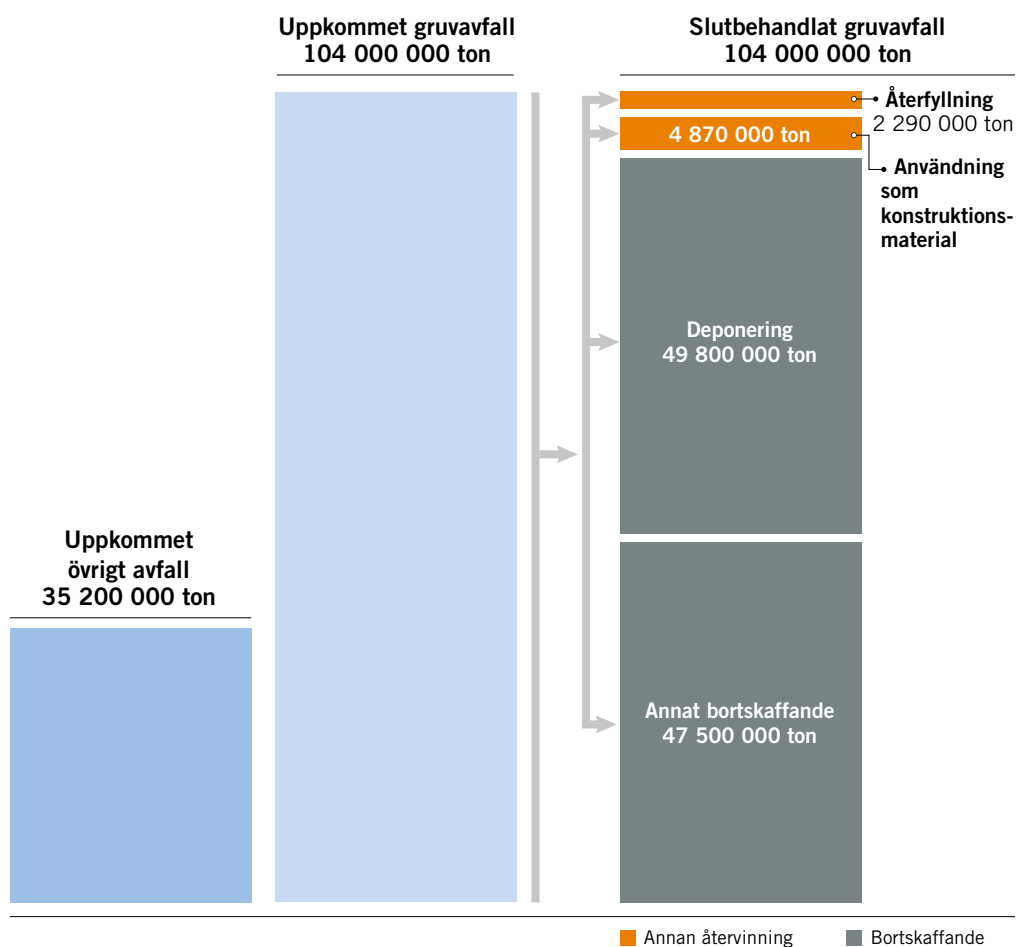 Uppkommet gruvavfall
104 000 000 ton
Slutbehandlat gruvavfall
104 000 000 ton
Återfyllning
2 290 000 ton
4 870 000 ton
Användning
som
konstruktions-
material
Deponering
49 800 000 ton
Uppkommet
övrigt avfall
35 200 000 ton
Annat bortskaffande
47 500 000 ton
Annan återvinning
Bortskaffande